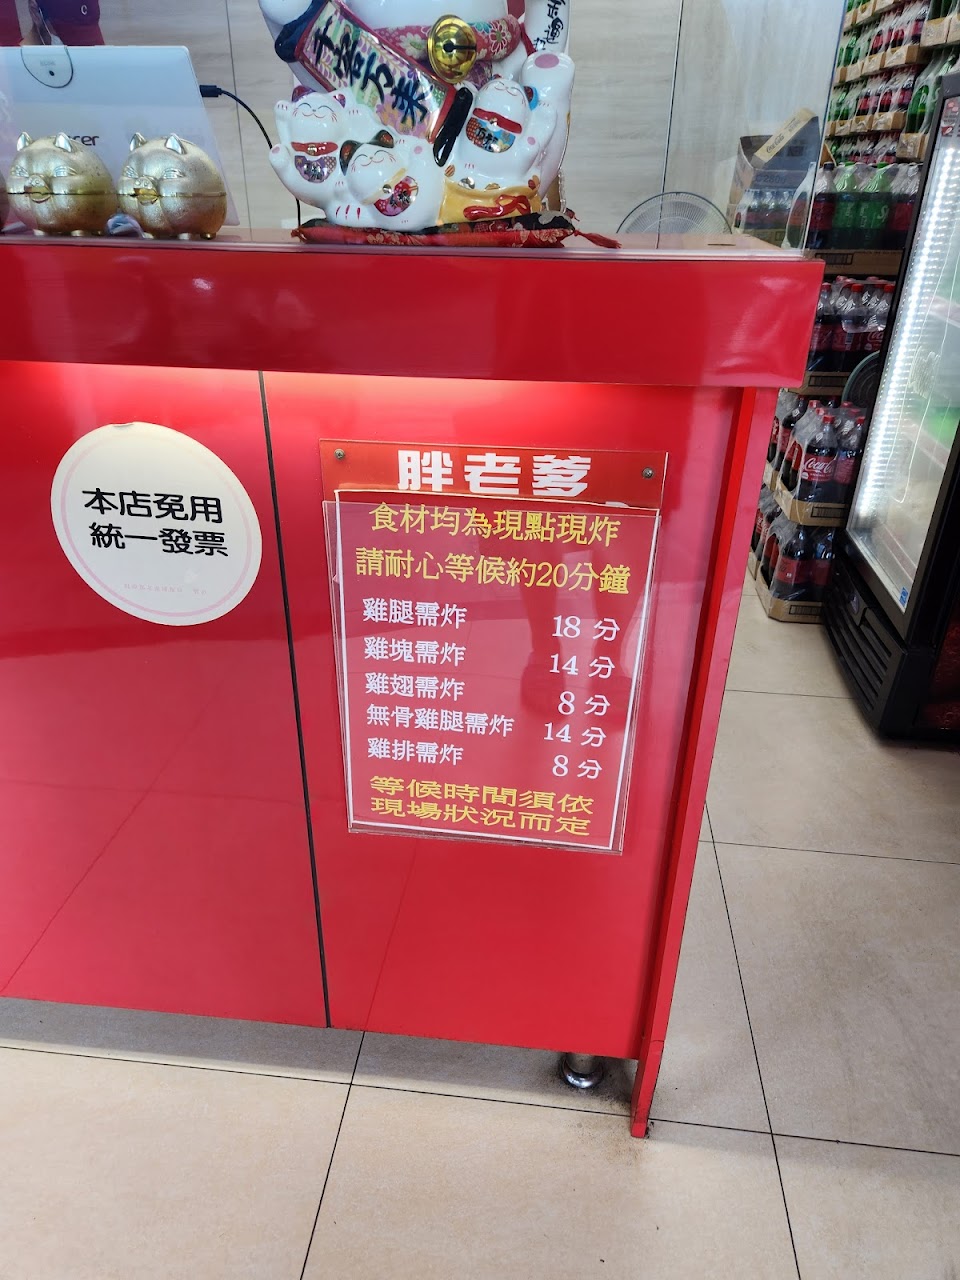 千客万来
acer
本店免用
統一發票
胖老爹
食材均為現點現炸
請耐心等候約20分鐘
雞腿需炸 18 分
雞塊需炸 14 分
雞翅需炸 8 分
無骨雞腿需炸 14 分
雞排需炸 8 分
等候時間須依
現場狀況而定
Coca-Cola